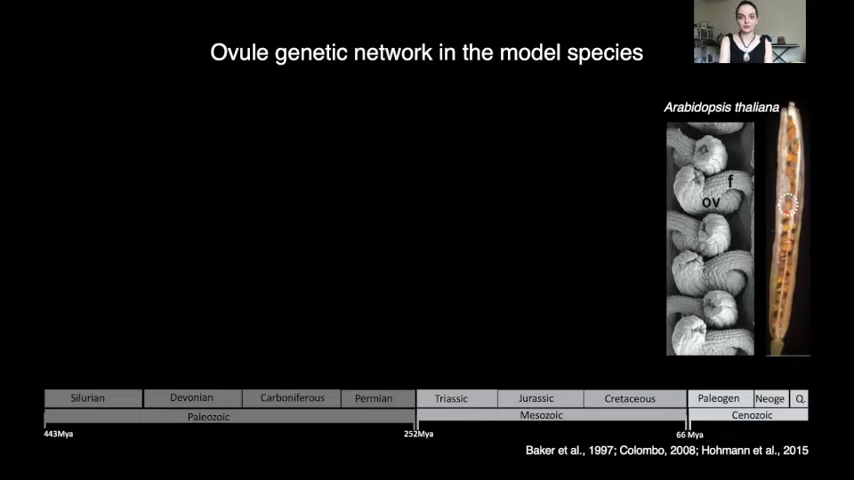 Ovule genetic network in the model species
Arabidopsis thaliana
f
ov
Silurian Devonian Carboniferous Permian Triassic Jurassic Cretaceous Paleogen Neoge Q.
Paleozoic Mesozoic Cenozoic
443Mya 252Mya 66 Mya
Baker et al., 1997; Colombo, 2008; Hohmann et al., 2015